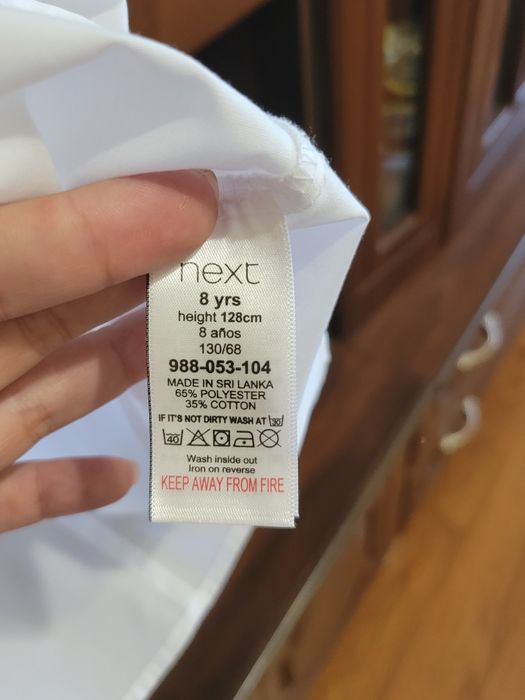 next
8 yrs
height 128cm
8 años
130/68
988-053-104
MADE IN SRI LANKA
65% POLYESTER
35% COTTON
IF IT'S NOT DIRTY WASH AT 30
40
Wash inside out
Iron on reverse
KEEP AWAY FROM FIRE